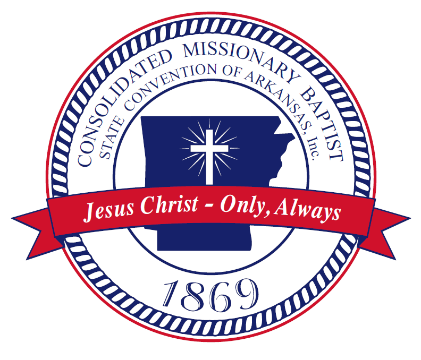 CONSOLIDATED MISSIONARY BAPTIST
STATE CONVENTION OF ARKANSAS, Inc.
Jesus Christ - Only, Always
1869